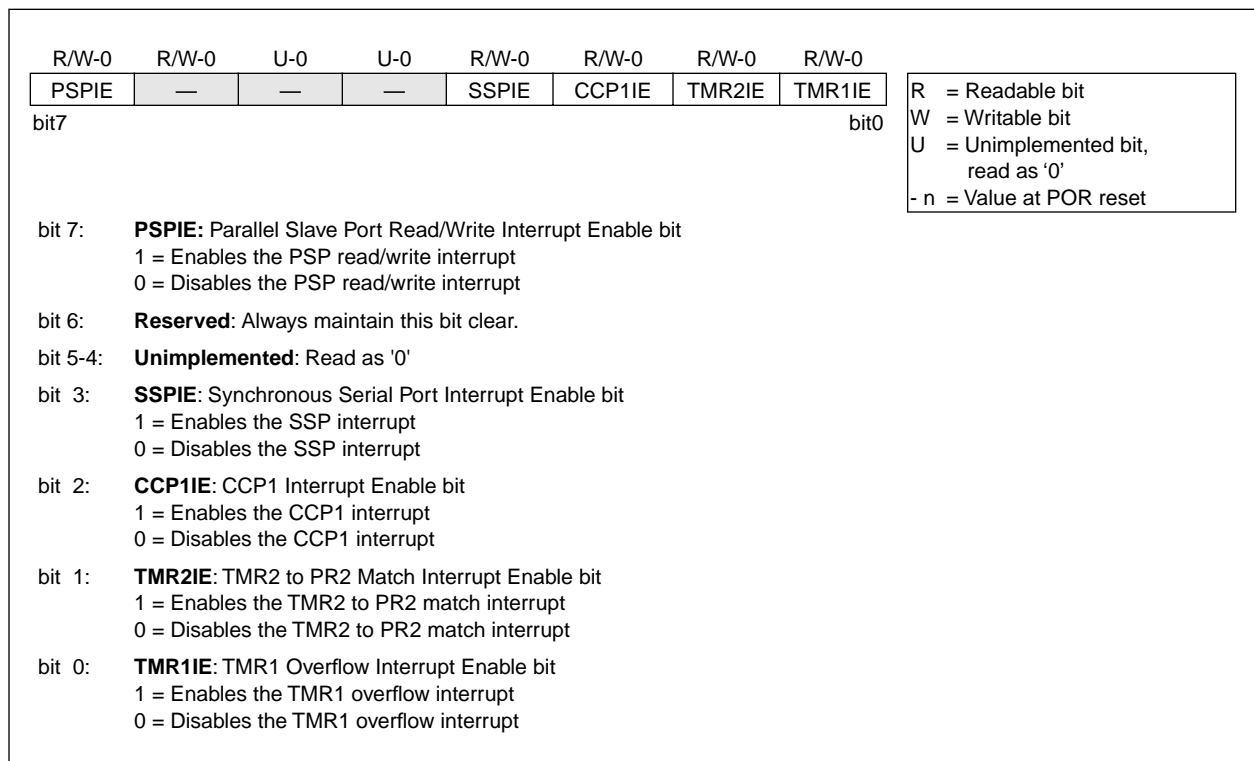 R/W-0 R/W-0 U-0 U-0 R/W-0 R/W-0 R/W-0 R/W-0
PSPIE — — — SSPIE CCP1IE TMR2IE TMR1IE
bit7 bit0
R = Readable bit
W = Writable bit
U = Unimplemented bit,
read as ‘0’
- n = Value at POR reset
bit 7: PSPIE: Parallel Slave Port Read/Write Interrupt Enable bit
1 = Enables the PSP read/write interrupt
0 = Disables the PSP read/write interrupt
bit 6: Reserved: Always maintain this bit clear.
bit 5-4: Unimplemented: Read as '0'
bit 3: SSPIE: Synchronous Serial Port Interrupt Enable bit
1 = Enables the SSP interrupt
0 = Disables the SSP interrupt
bit 2: CCP1IE: CCP1 Interrupt Enable bit
1 = Enables the CCP1 interrupt
0 = Disables the CCP1 interrupt
bit 1: TMR2IE: TMR2 to PR2 Match Interrupt Enable bit
1 = Enables the TMR2 to PR2 match interrupt
0 = Disables the TMR2 to PR2 match interrupt
bit 0: TMR1IE: TMR1 Overflow Interrupt Enable bit
1 = Enables the TMR1 overflow interrupt
0 = Disables the TMR1 overflow interrupt